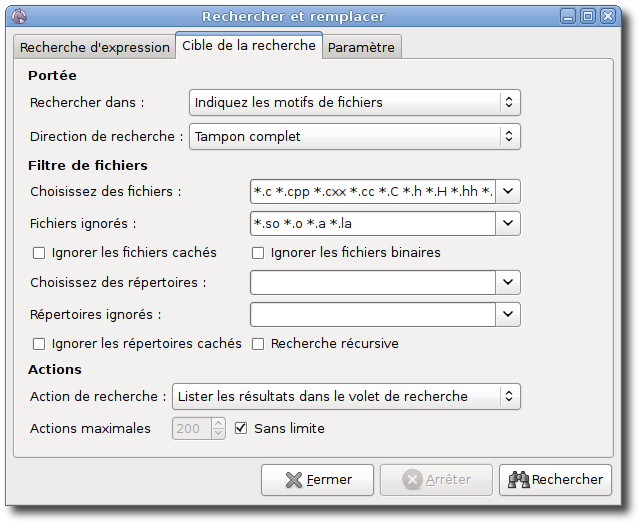 Rechercher et remplacer
Recherche d'expression Cible de la recherche Paramètre
Portée
Rechercher dans : Indiquez les motifs de fichiers
Direction de recherche : Tampon complet
Filtre de fichiers
Choisissez des fichiers : *.c *.cpp *.cxx *.cc *.C *.h *.H *.hh *.
Fichiers ignorés : *.so *.o *.a *.la
Ignorer les fichiers cachés Ignorer les fichiers binaires
Choisissez des répertoires :
Répertoires ignorés :
Ignorer les répertoires cachés Recherche récursive
Actions
Action de recherche : Lister les résultats dans le volet de recherche
Actions maximales 200 Sans limite
Fermer Arrêter Rechercher